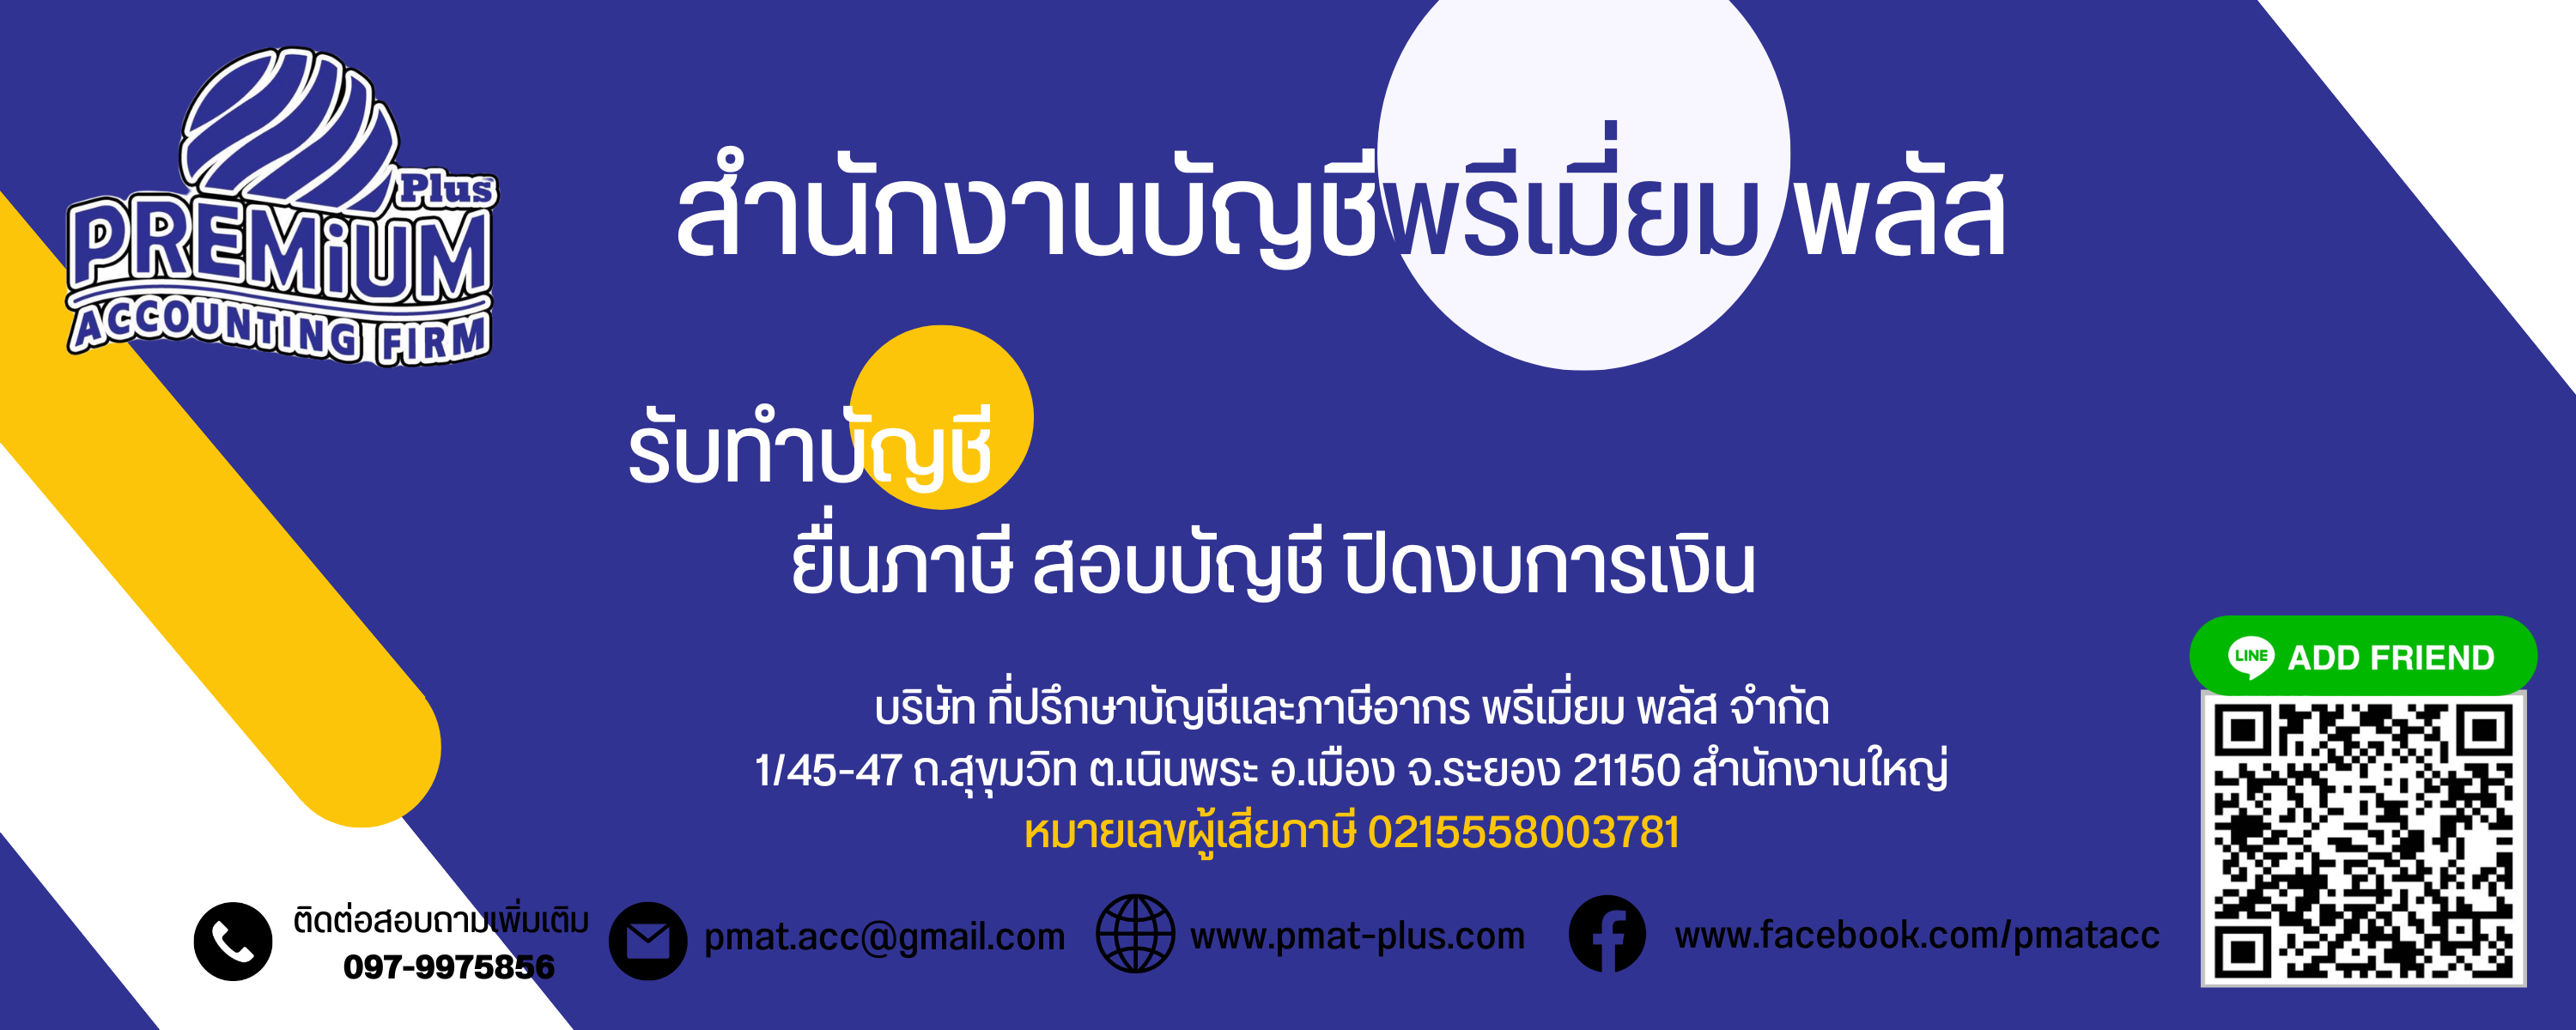 Plus
PREMiUM
ACCOUNTING FIRM
สำนักงานบัญชีพรีเมี่ยม พลัส
รับทำบัญชี
ยื่นภาษี สอบบัญชี ปิดงบการเงิน
บริษัท ที่ปรึกษาบัญชีและภาษีอากร พรีเมี่ยม พลัส จำกัด
1/45-47 ถ.สุขุมวิท ต.เนินพระ อ.เมือง จ.ระยอง 21150 สำนักงานใหญ่
หมายเลขผู้เสียภาษี 0215558003781
LINE ADD FRIEND
ติดต่อสอบถามเพิ่มเติม
097-9975856
pmat.acc@gmail.com
www.pmat-plus.com
www.facebook.com/pmatacc